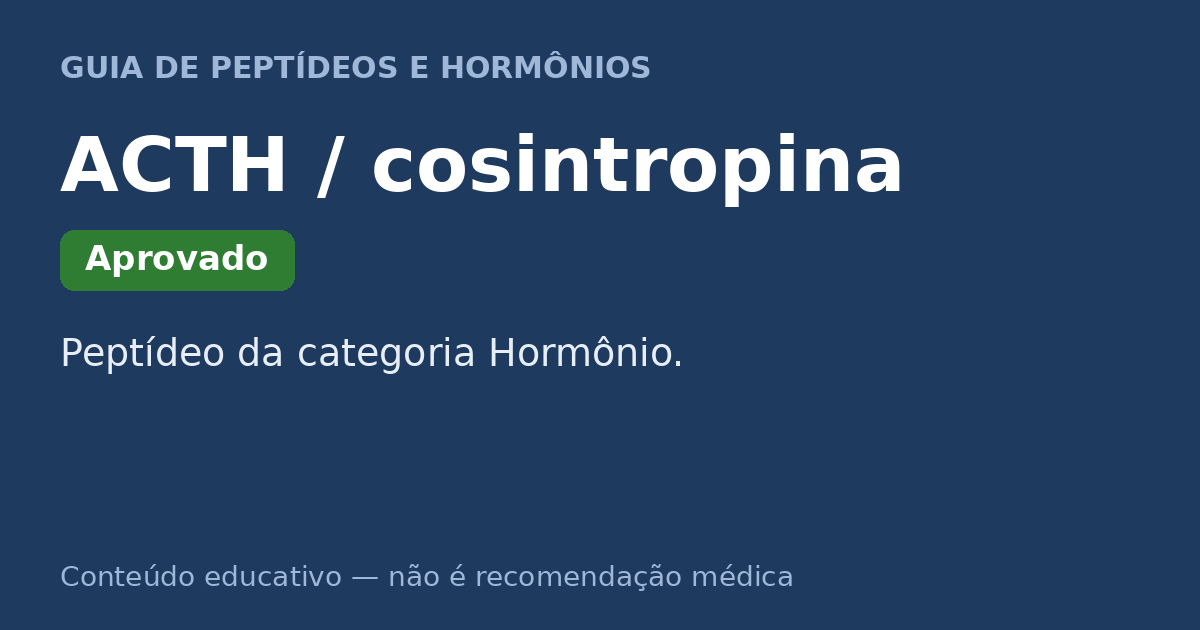 GUIA DE PEPTÍDEOS E HORMÔNIOS
ACTH / cosintropina
Aprovado
Peptídeo da categoria Hormônio.
Conteúdo educativo — não é recomendação médica